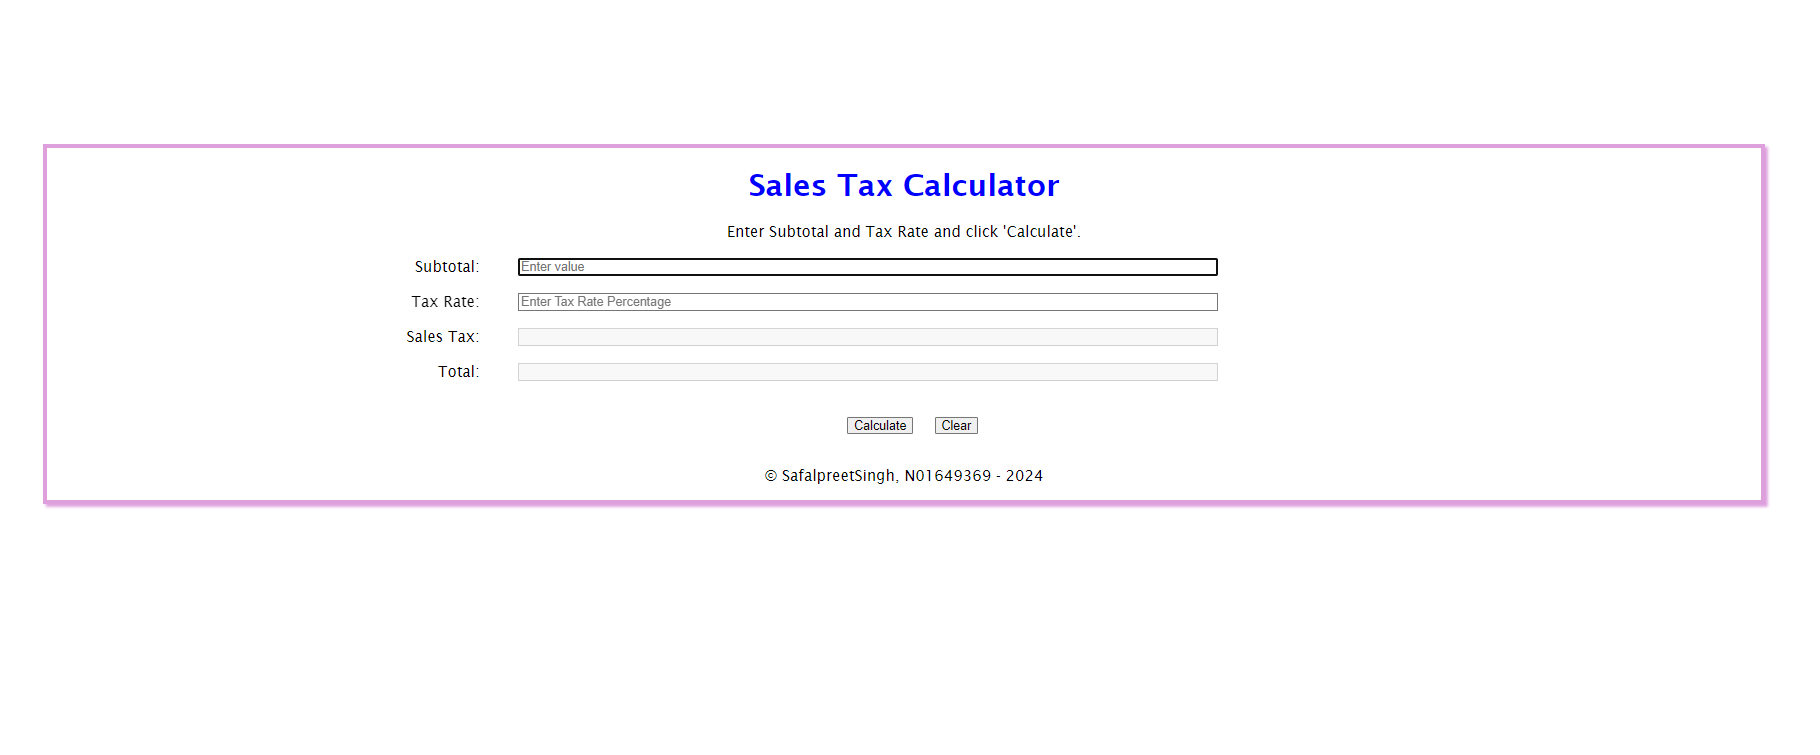 Sales Tax Calculator
Enter Subtotal and Tax Rate and click 'Calculate'.
Subtotal: Enter value
Tax Rate: Enter Tax Rate Percentage
Sales Tax:
Total:
Calculate Clear
© SafalpreetSingh, N01649369 - 2024